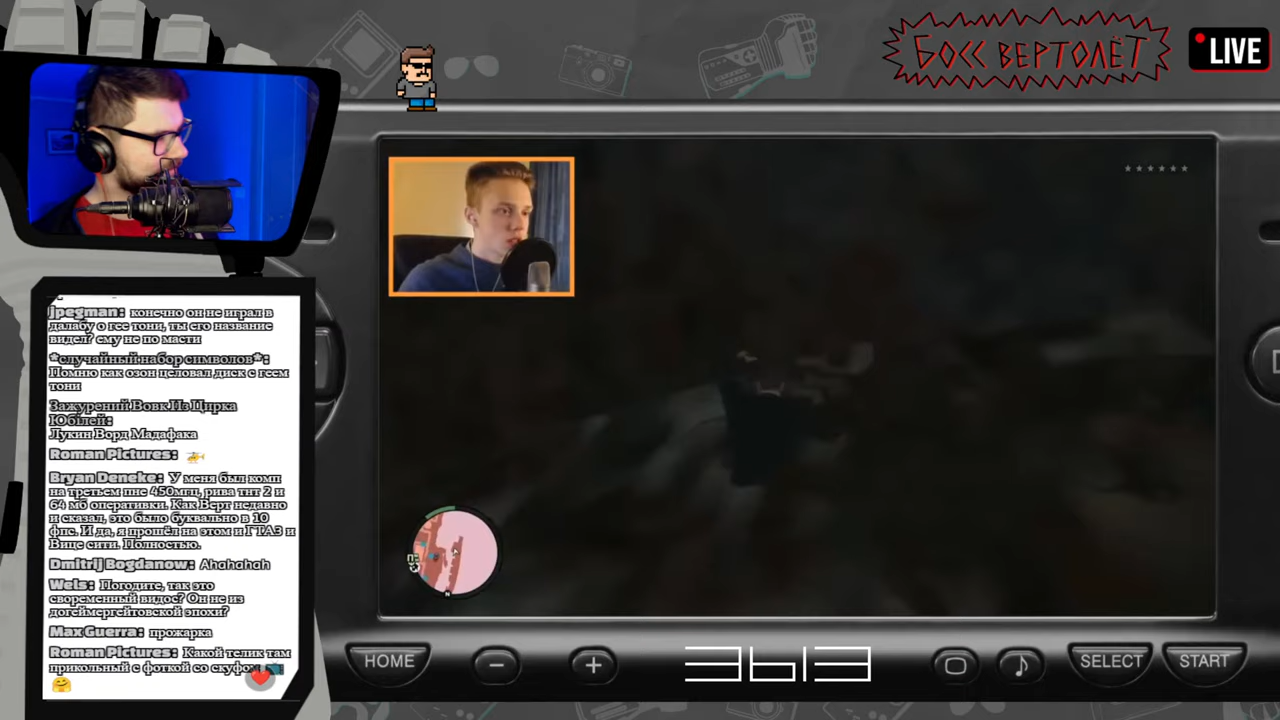 БОСС ВЕРТОЛЁТ
LIVE
jpegman: конечно он не играл в
далабу о гее тони, ты его название
видел? ему не по масти
*случайный набор символов*:
Помню как озон целовал диск с геем
тони
Зажурений Вовк Из Цирка
Юбілей:
Лукин Ворд Мадафака
Roman Pictures: 🚁
Bryan Deneke: У меня был комп
на третьем пне 450мгц, рива тнт 2 и
64 мб оперативки. Как Верт недавно
и сказал, это было буквально в 10
фпс. И да, я прошёл на этом и ГТА3 и
Вице сити. Полностью.
Dmitrij Bogdanow: Ahahahah
Wels: Погодите, так это
свореременный видос? Он не из
догеймергейтовской эпохи?
Max Guerra: прожарка
Roman Pictures: Какой телик там
прикольный с фоткой со скуфом 📺
🤗
HOME
3613
SELECT
START